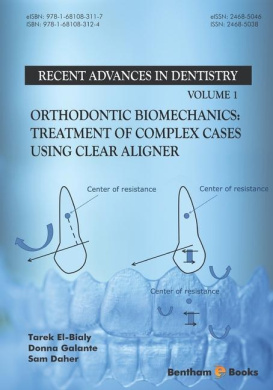 eISBN: 978-1-68108-311-7
ISBN: 978-1-68108-312-4
eISSN: 2468-5046
ISSN: 2468-5038
RECENT ADVANCES IN DENTISTRY
VOLUME 1
ORTHODONTIC BIOMECHANICS:
TREATMENT OF COMPLEX CASES
USING CLEAR ALIGNER
Center of resistance
Center of resistance
Center of resistance
Tarek El-Bialy
Donna Galante
Sam Daher
Bentham e Books